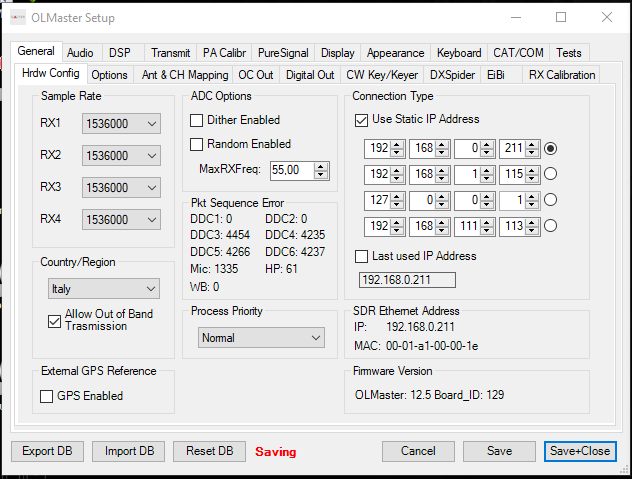 OLMaster Setup
General Audio DSP Transmit PA Calibr PureSignal Display Appearance Keyboard CAT/COM Tests
Hrdw Config Options Ant & CH Mapping OC Out Digital Out CW Key/Keyer DXSpider EiBi RX Calibration
Sample Rate
RX1 1536000
RX2 1536000
RX3 1536000
RX4 1536000
Country/Region
Italy
Allow Out of Band
Trasmission
External GPS Reference
GPS Enabled
ADC Options
Dither Enabled
Random Enabled
MaxRXFreq: 55,00
Pkt Sequence Error
DDC1: 0 DDC2: 0
DDC3: 4454 DDC4: 4235
DDC5: 4266 DDC6: 4237
Mic: 1335 HP: 61
WB: 0
Process Priority
Normal
Connection Type
Use Static IP Address
192 168 0 211
192 168 1 115
127 0 0 1
192 168 111 113
Last used IP Address
192.168.0.211
SDR Ethernet Address
IP: 192.168.0.211
MAC: 00-01-a1-00-00-1e
Firmware Version
OLMaster: 12.5 Board_ID: 129
Export DB Import DB Reset DB Saving Cancel Save Save+Close